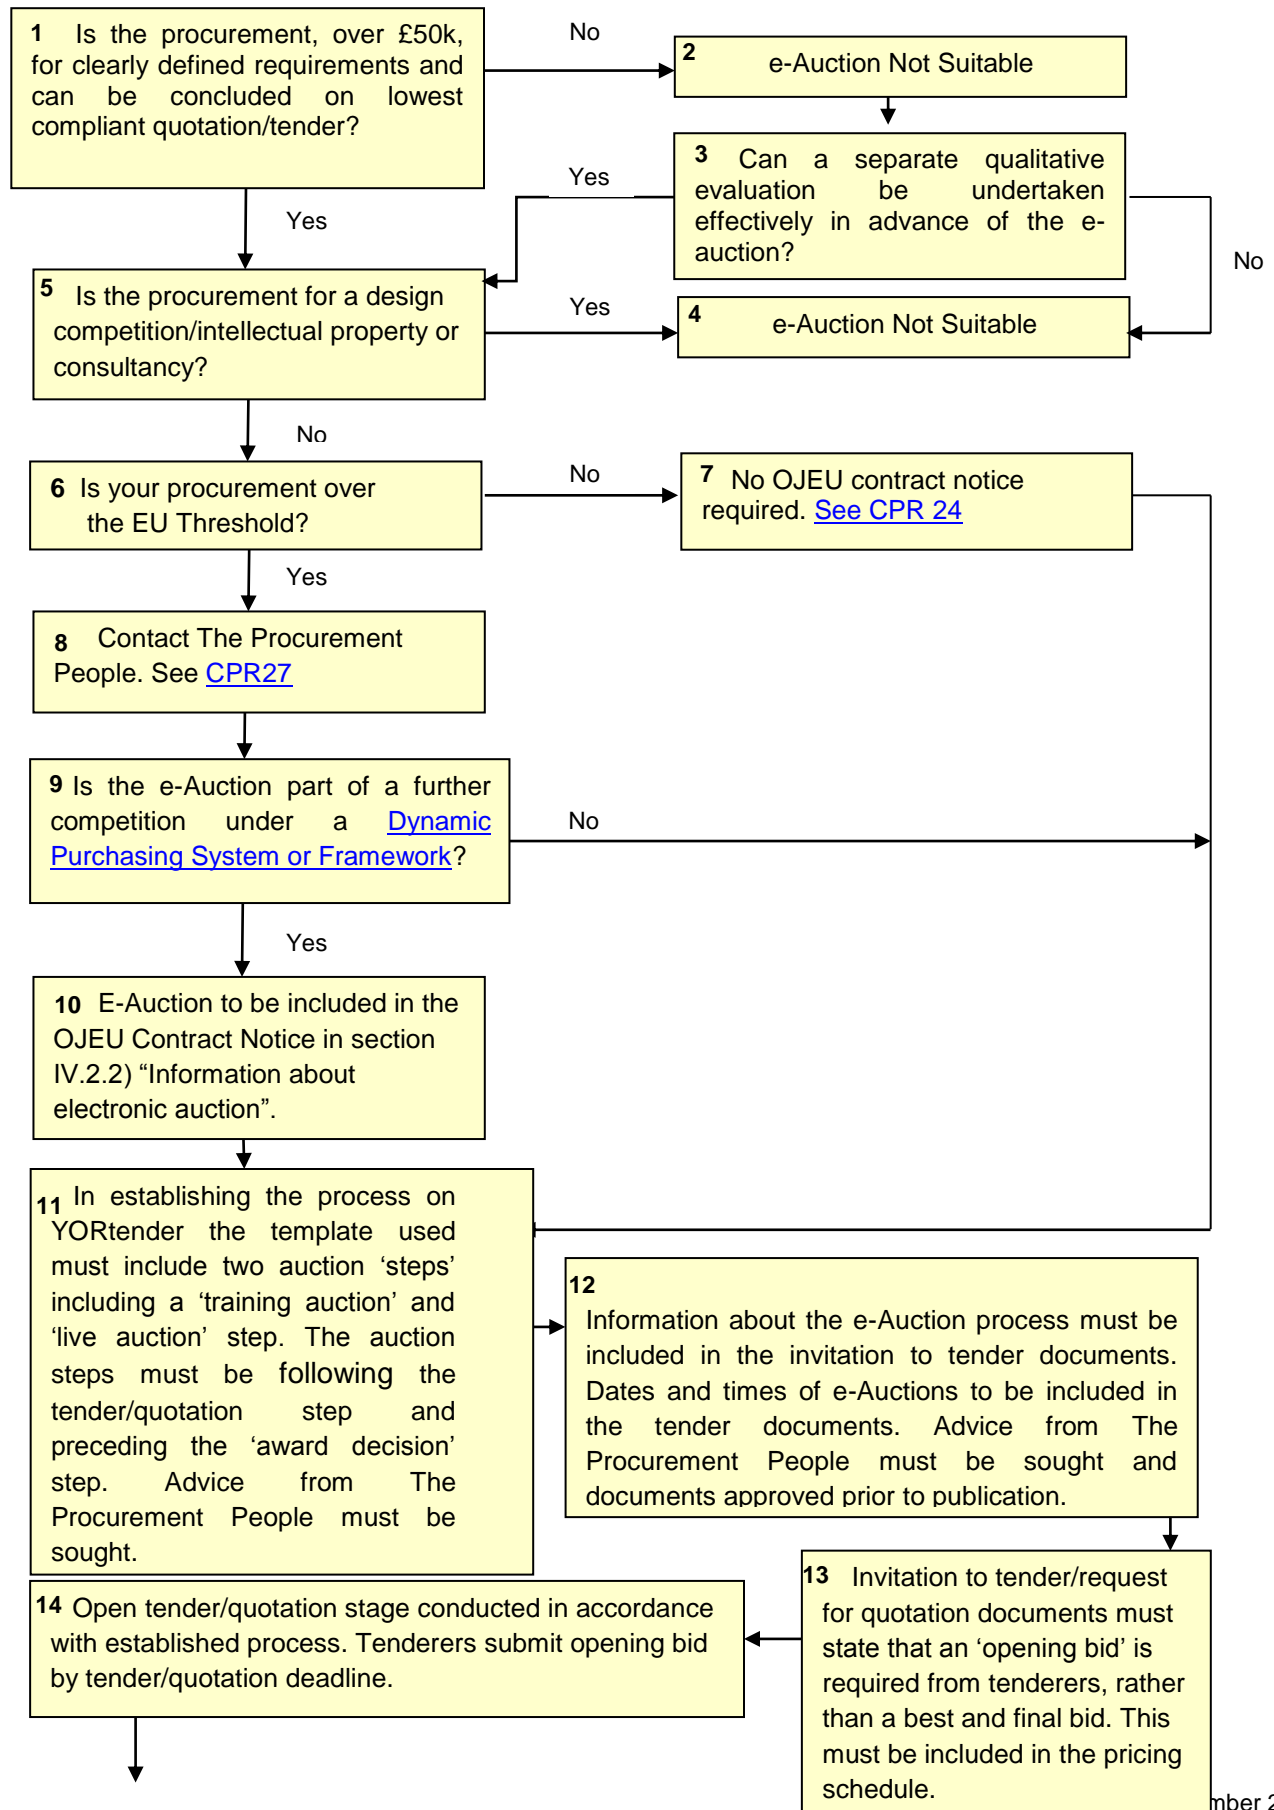 1 Is the procurement, over £50k,
for clearly defined requirements and
can be concluded on lowest
compliant quotation/tender?
No
2 e-Auction Not Suitable
Yes
3 Can a separate qualitative
evaluation be undertaken
effectively in advance of the e-
auction?
Yes
No
5 Is the procurement for a design
competition/intellectual property or
consultancy?
Yes
4 e-Auction Not Suitable
No
6 Is your procurement over
the EU Threshold?
No
7 No OJEU contract notice
required. See CPR 24
Yes
8 Contact The Procurement
People. See CPR27
9 Is the e-Auction part of a further
competition under a Dynamic
Purchasing System or Framework?
No
Yes
10 E-Auction to be included in the
OJEU Contract Notice in section
IV.2.2) “Information about
electronic auction”.
11 In establishing the process on
YORtender the template used
must include two auction ‘steps’
including a ‘training auction’ and
‘live auction’ step. The auction
steps must be following the
tender/quotation step and
preceding the ‘award decision’
step. Advice from The
Procurement People must be
sought.
12
Information about the e-Auction process must be
included in the invitation to tender documents.
Dates and times of e-Auctions to be included in
the tender documents. Advice from The
Procurement People must be sought and
documents approved prior to publication.
13 Invitation to tender/request
for quotation documents must
state that an ‘opening bid’ is
required from tenderers, rather
than a best and final bid. This
must be included in the pricing
schedule.
14 Open tender/quotation stage conducted in accordance
with established process. Tenderers submit opening bid
by tender/quotation deadline.